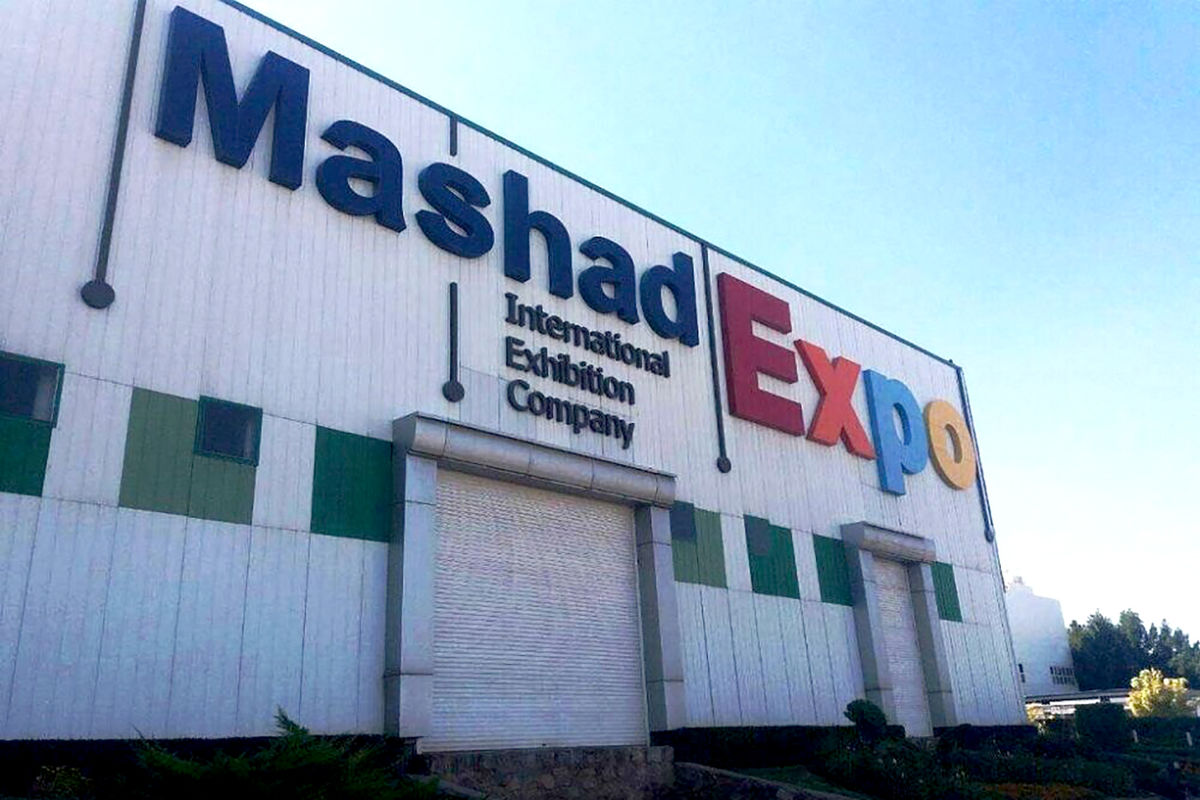 Mashad Expo
International
Exhibition
Company